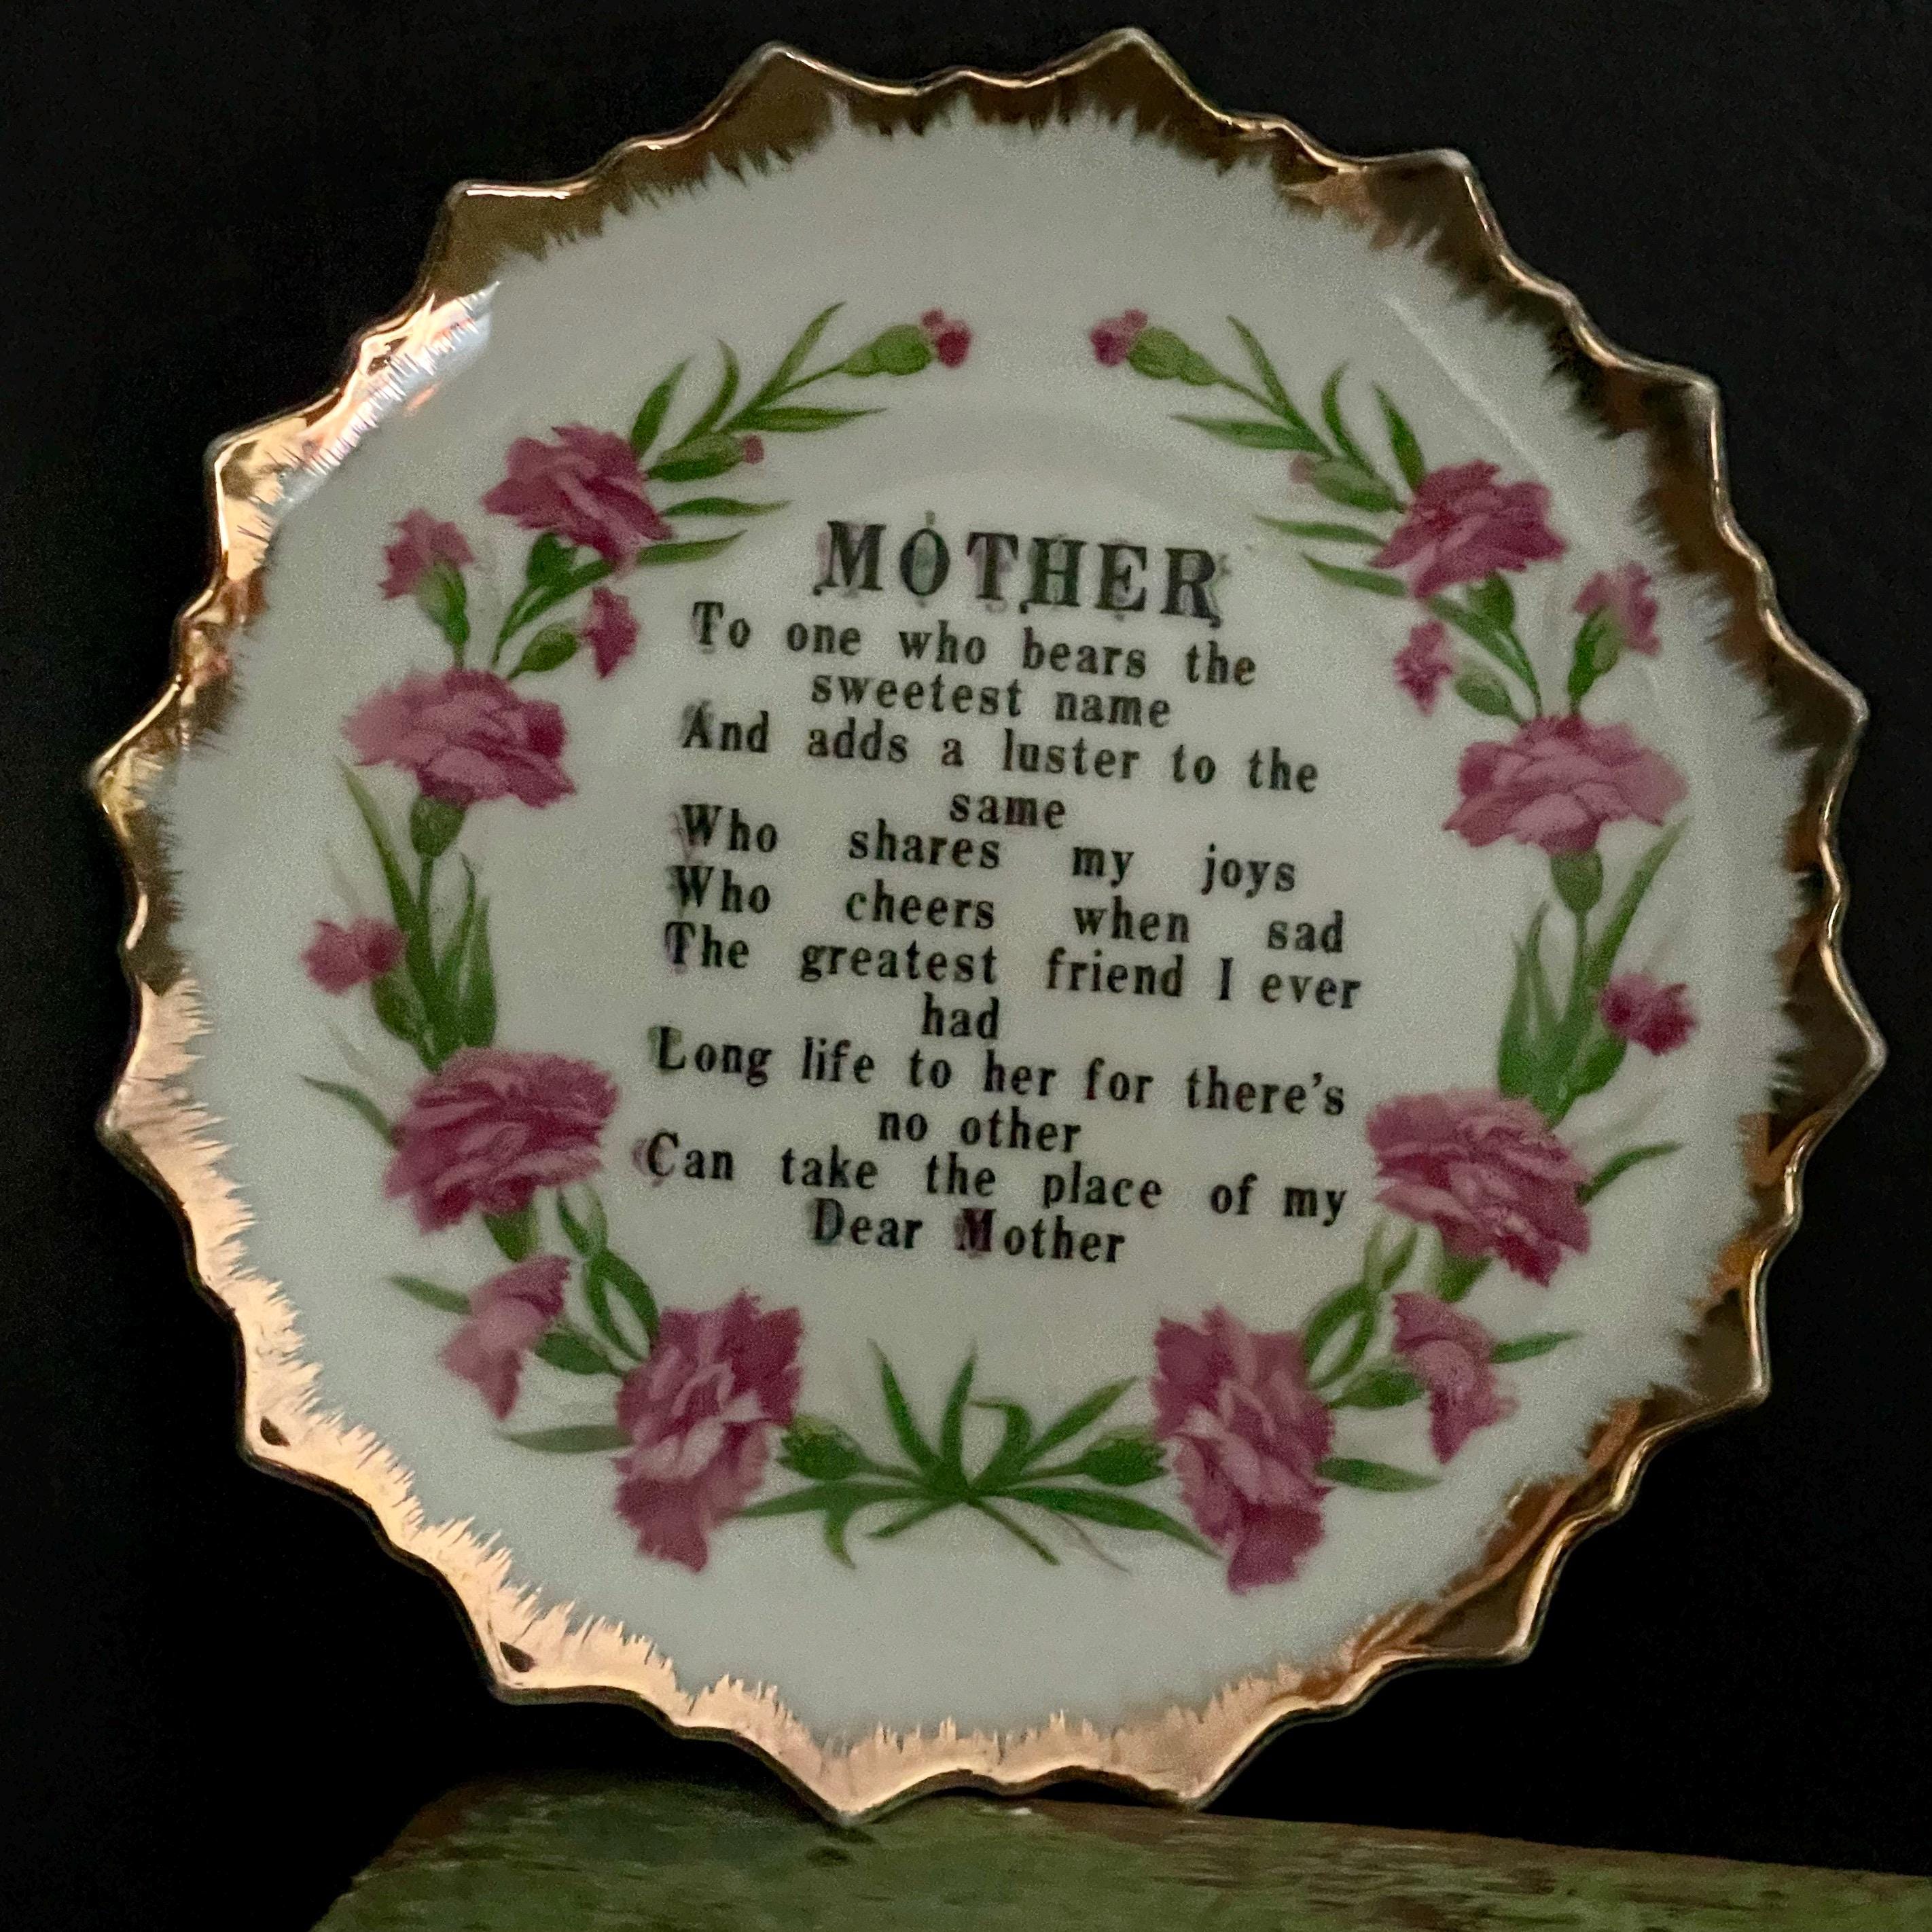 MOTHER
To one who bears the
sweetest name
And adds a luster to the
same
Who shares my joys
Who cheers when sad
The greatest friend I ever
had
Long life to her for there's
no other
Can take the place of my
Dear Mother